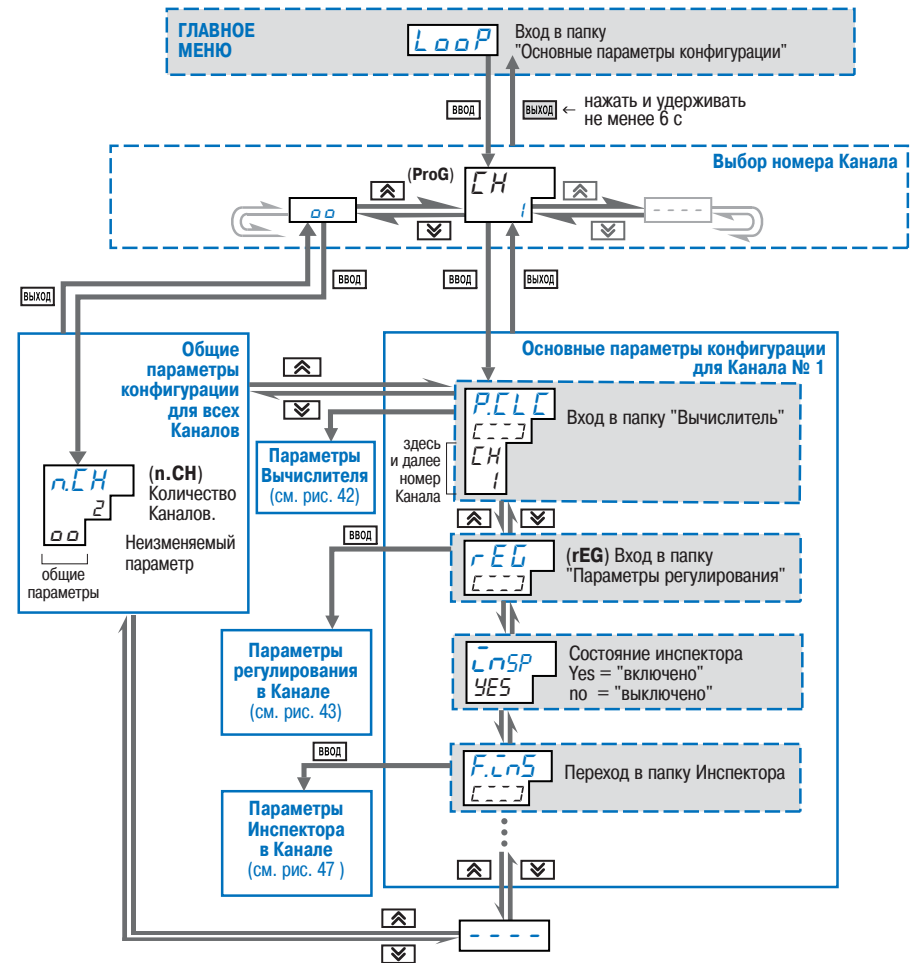 ГЛАВНОЕ
МЕНЮ
LooP
Вход в папку
"Основные параметры конфигурации"
ВВОД
ВЫХОД
← нажать и удерживать
не менее 6 с
Выбор номера Канала
(ProG)
CH
1
oo
- - - -
ВЫХОД
ВВОД
ВВОД
ВЫХОД
Общие
параметры
конфигурации
для всех
Каналов
n.CH
2
oo
(n.CH)
Количество
Каналов.
Неизменяемый
параметр
общие
параметры
Основные параметры конфигурации
для Канала № 1
P.CLC
[---]
CH
1
Вход в папку "Вычислитель"
здесь
и далее
номер
Канала
Параметры
Вычислителя
(см. рис. 42)
ВВОД
rEG
[---]
(rEG) Вход в папку
"Параметры регулирования"
Параметры
регулирования
в Канале
(см. рис. 43)
inSP
YES
Состояние инспектора
Yes = "включено"
no = "выключено"
ВВОД
F.inS
[---]
Переход в папку Инспектора
Параметры
Инспектора
в Канале
(см. рис. 47 )
- - - -